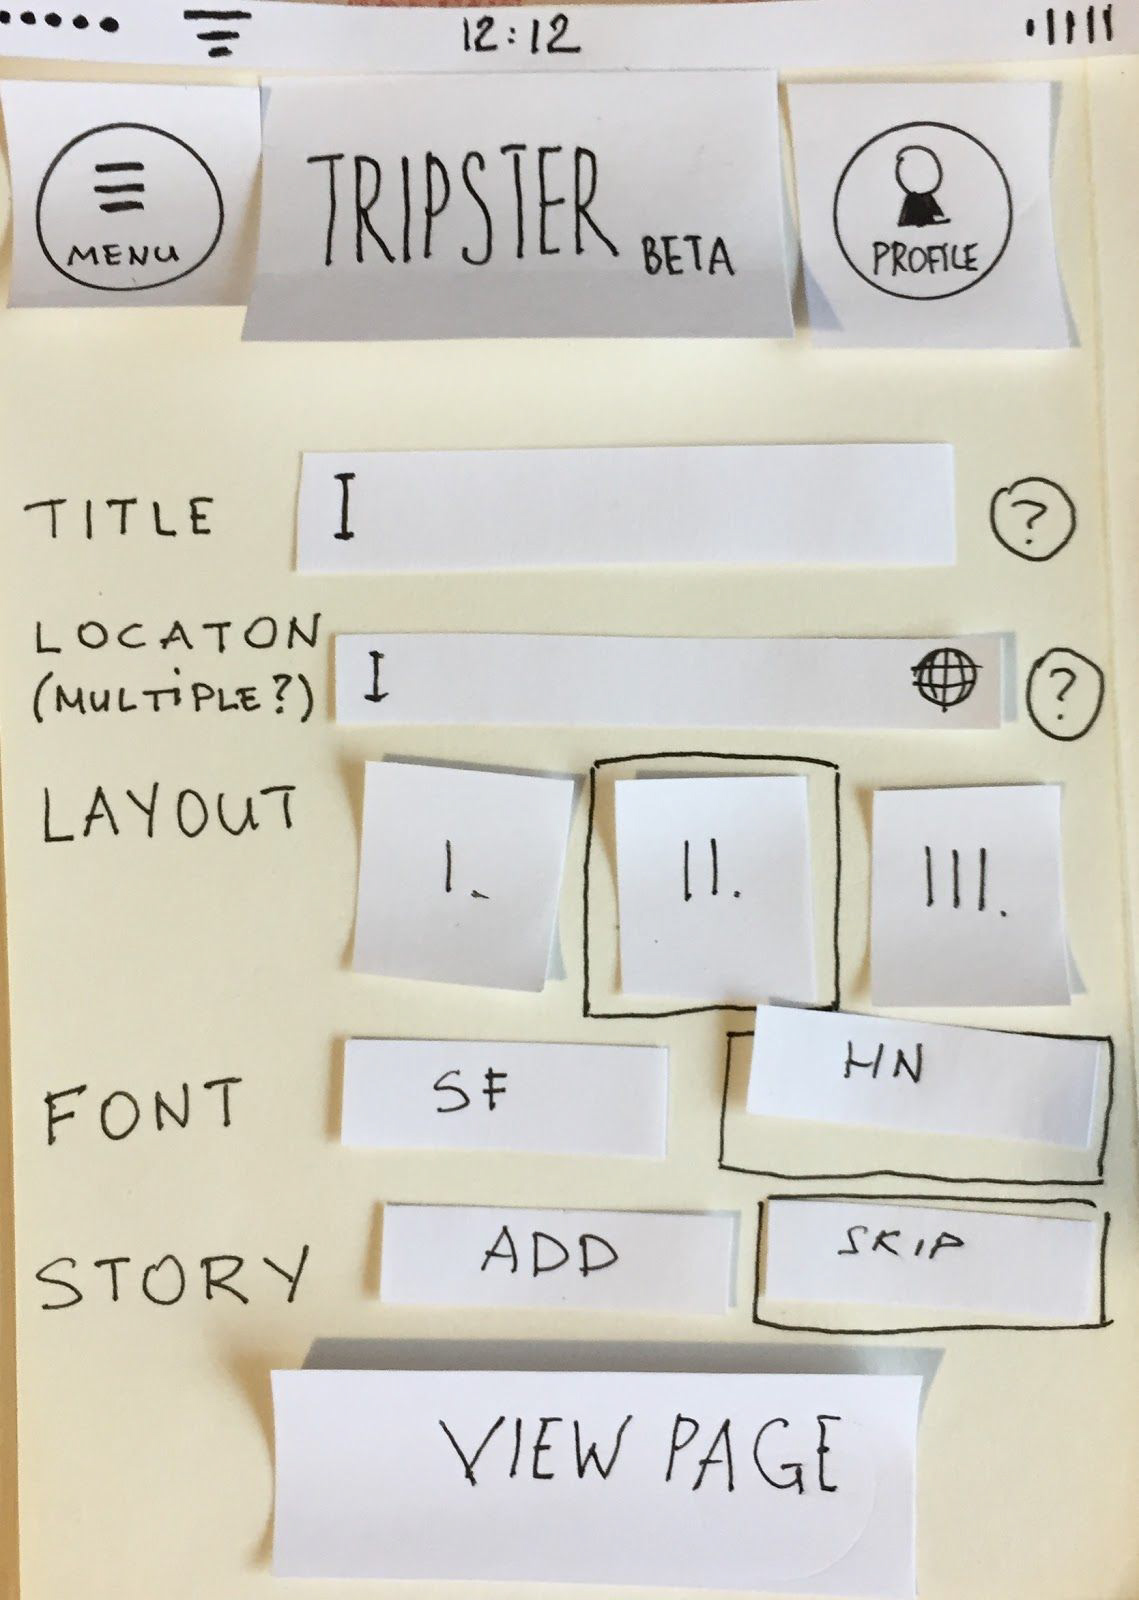 12:12
MENU
TRIPSTER BETA
PROFILE
TITLE I ?
LOCATON
(MULTIPLE?) I ?
LAYOUT I. II. III.
FONT SF HN
STORY ADD SKIP
VIEW PAGE